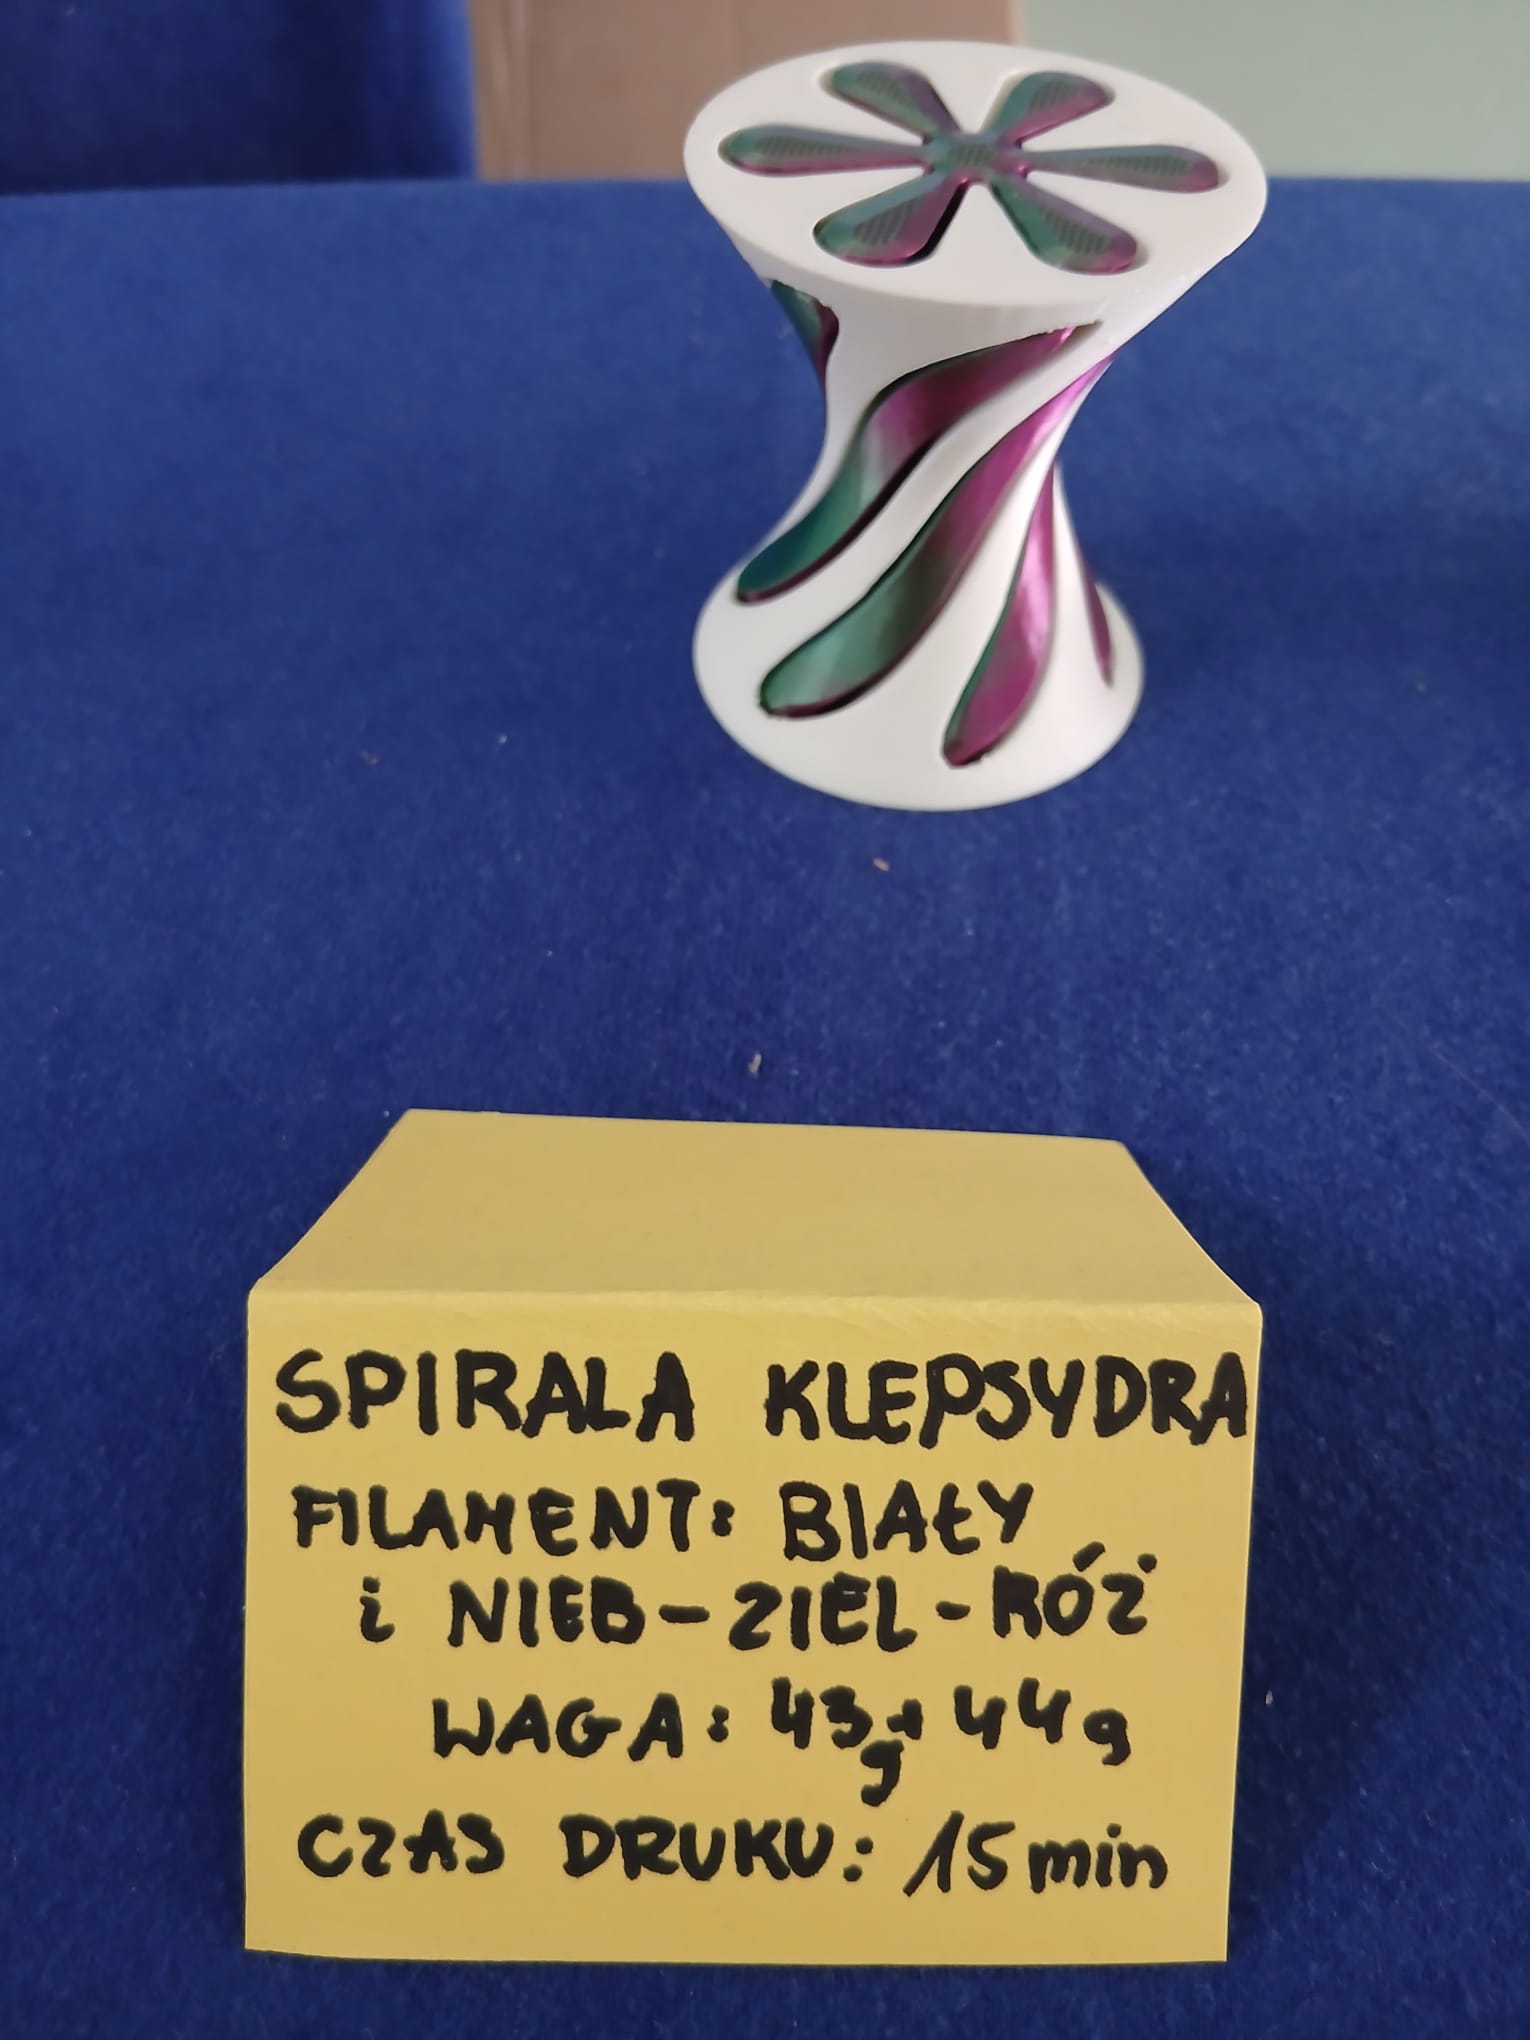 SPIRALA KLEPSYDRA
FILAMENT: BIAŁY
i NIEB-ZIEL-RÓŻ
WAGA: 43g+44g
CZAS DRUKU: 15min